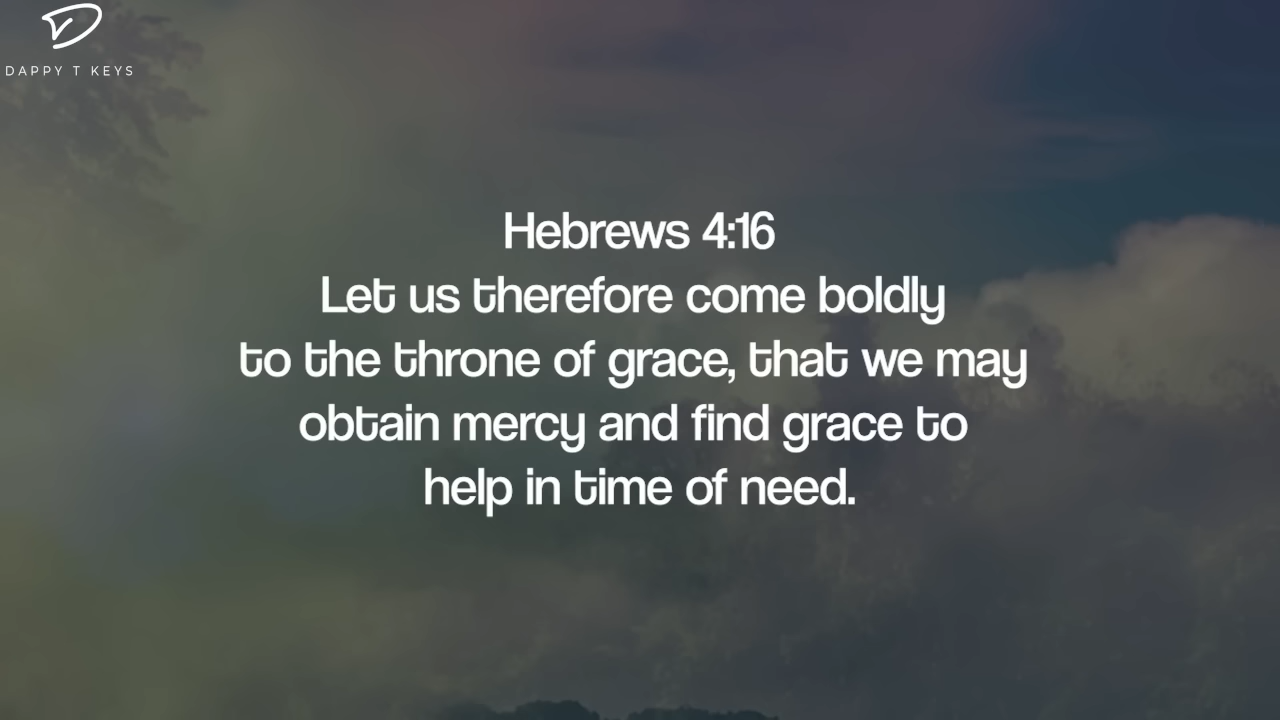 DAPPY T KEYS
Hebrews 4:16
Let us therefore come boldly
to the throne of grace, that we may
obtain mercy and find grace to
help in time of need.